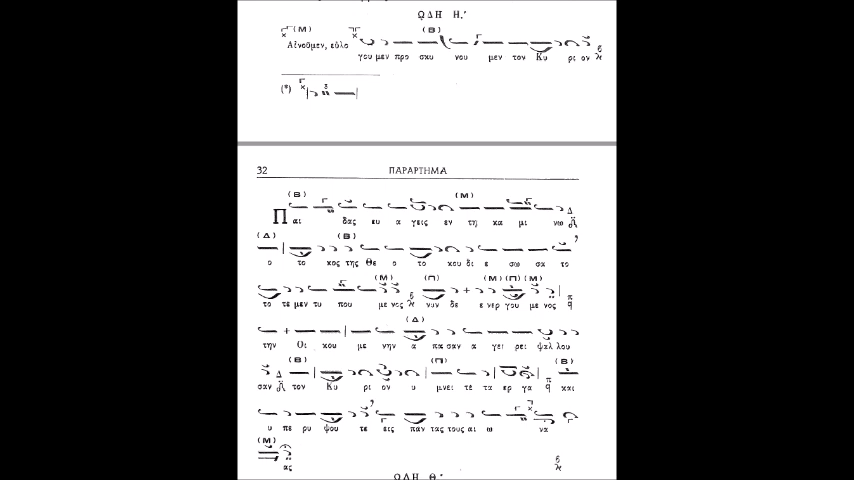 ΩΔΗ Η.'
(Μ) (Β)
Αἰνοῦμεν, εὐλο γου μεν προ σκυ νου μεν τον Κυ ρι ον
(*)
32 ΠΑΡΑΡΤΗΜΑ
(Β) (Μ)
Παι δας ευ α γεις εν τη κα μι νω
(Δ) (Β)
ο το κος της Θε ο το κου δι ε σω σα το
(Μ) (Π) (Μ) (Π) (Μ)
το τε μεν τυ που με νος νυν δε ε νερ γου με νος
(Δ)
την Οι κου με νην α πα σαν α γει ρει ψαλ λου
(Β) (Π) (Β)
σαν τον Κυ ρι ον υ μνει τε τα ερ γα και
υ πε ρυ ψου τε εις παν τας τους αι ω να
(Μ)
ας
ΩΔΗ Θ.'